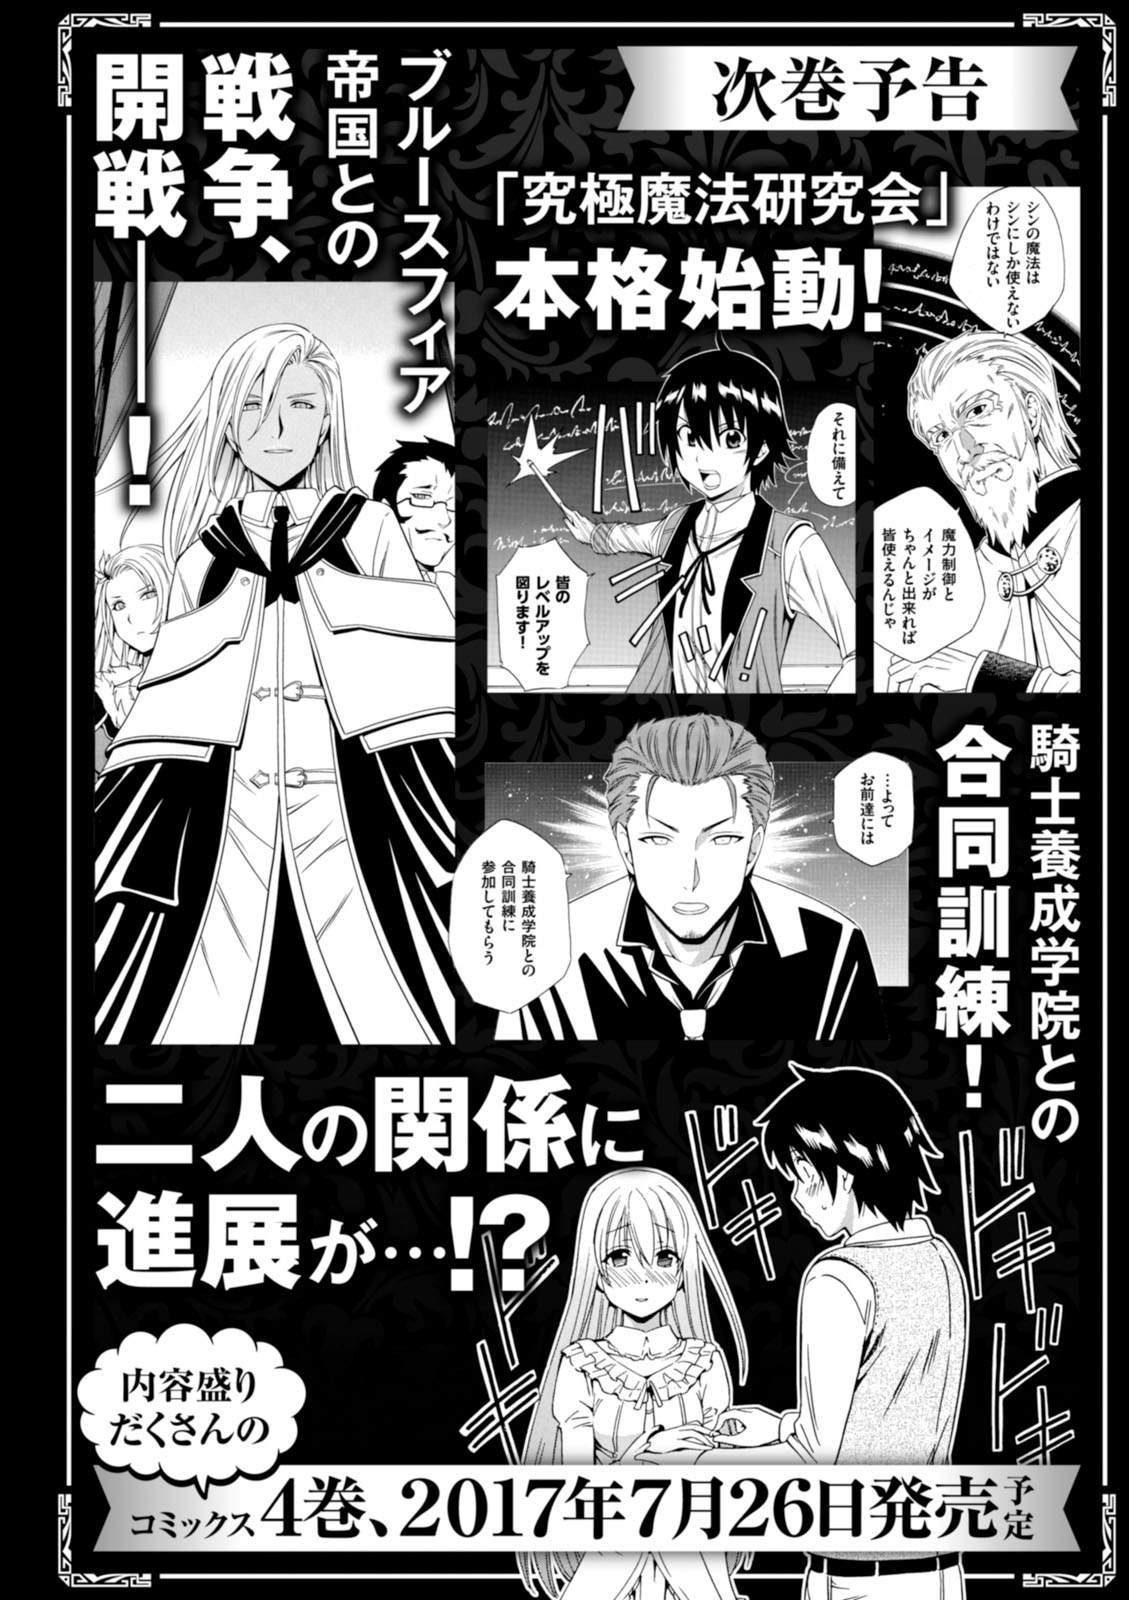 次巻予告
「究極魔法研究会」
本格始動!
シンの魔法は
シンにしか使えない
わけではない
魔力制御と
イメージが
ちゃんと出来れば
皆使えるんじゃ
それに備えて
皆の
レベルアップを
図ります!
ブルースフィア
帝国との
戦争、
開戦――!
騎士養成学院との
合同訓練!
…よって
お前達には
騎士養成学院との
合同訓練に
参加してもらう
二人の関係に
進展が…!?
ドキ
ドキ
ドキ
内容盛り
だくさんの
コミックス4巻、2017年7月26日発売予定